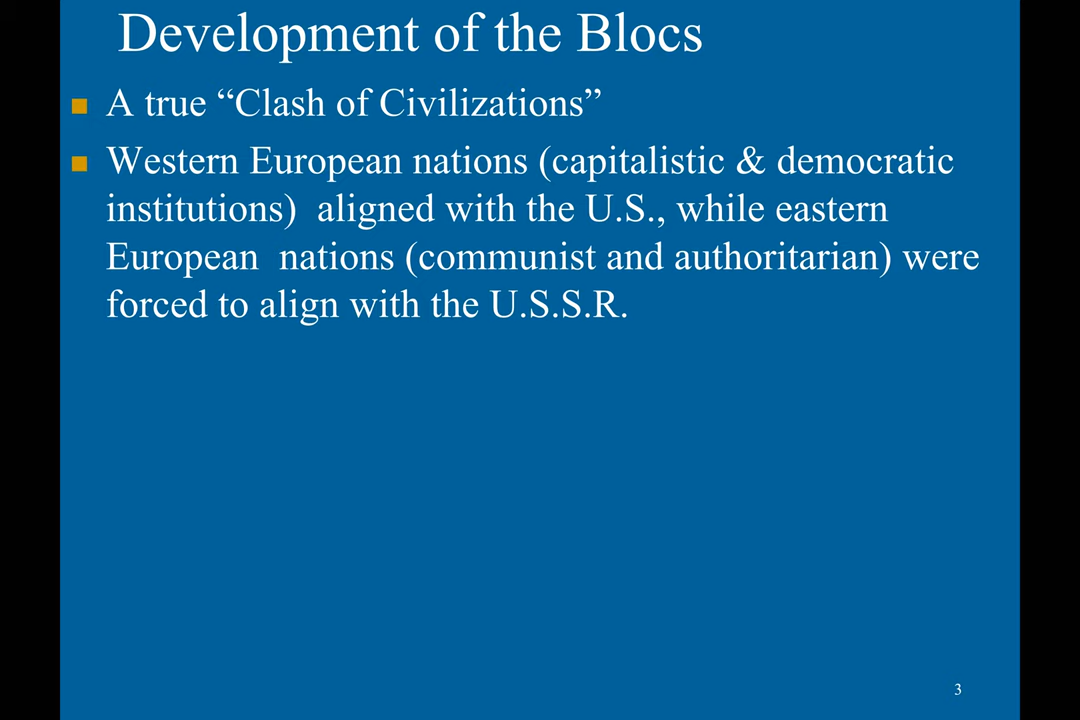 Development of the Blocs
A true “Clash of Civilizations”
Western European nations (capitalistic & democratic
institutions)  aligned with the U.S., while eastern
European  nations (communist and authoritarian) were
forced to align with the U.S.S.R.
3